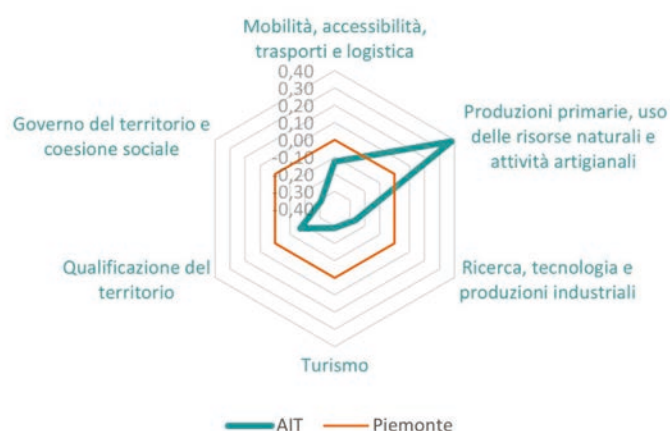 Mobilità, accessibilità,
trasporti e logistica
0,40
0,30
0,20
0,10
0,00
-0,10
-0,20
-0,30
-0,40
Produzioni primarie, uso
delle risorse naturali e
attività artigianali
Governo del territorio e
coesione sociale
Ricerca, tecnologia e
produzioni industriali
Qualificazione del
territorio
Turismo
AIT
Piemonte